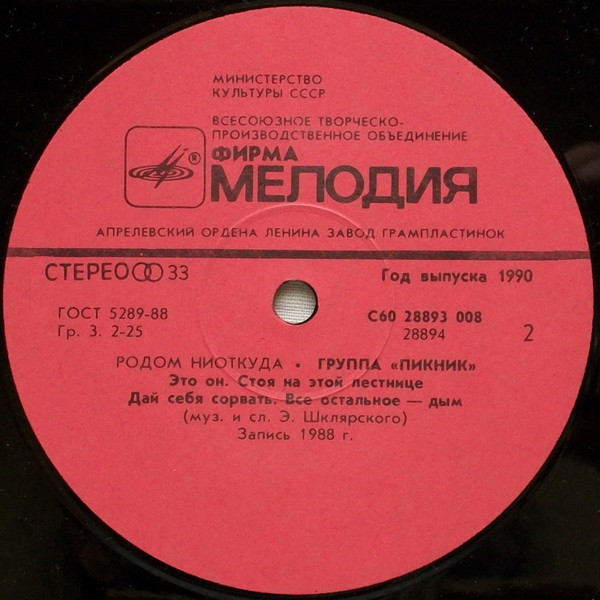 МИНИСТЕРСТВО
КУЛЬТУРЫ СССР
ВСЕСОЮЗНОЕ ТВОРЧЕСКО-
ПРОИЗВОДСТВЕННОЕ ОБЪЕДИНЕНИЕ
ФИРМА
® МЕЛОДИЯ
АПРЕЛЕВСКИЙ ОРДЕНА ЛЕНИНА ЗАВОД ГРАМПЛАСТИНОК
СТЕРЕО 33 Год выпуска 1990
ГОСТ 5289-88 С60 28893 008
Гр. 3. 2-25 28894 2
РОДОМ НИОТКУДА • ГРУППА «ПИКНИК»
Это он. Стоя на этой лестнице
Дай себя сорвать. Все остальное — дым
(муз. и сл. Э. Шклярского)
Запись 1988 г.